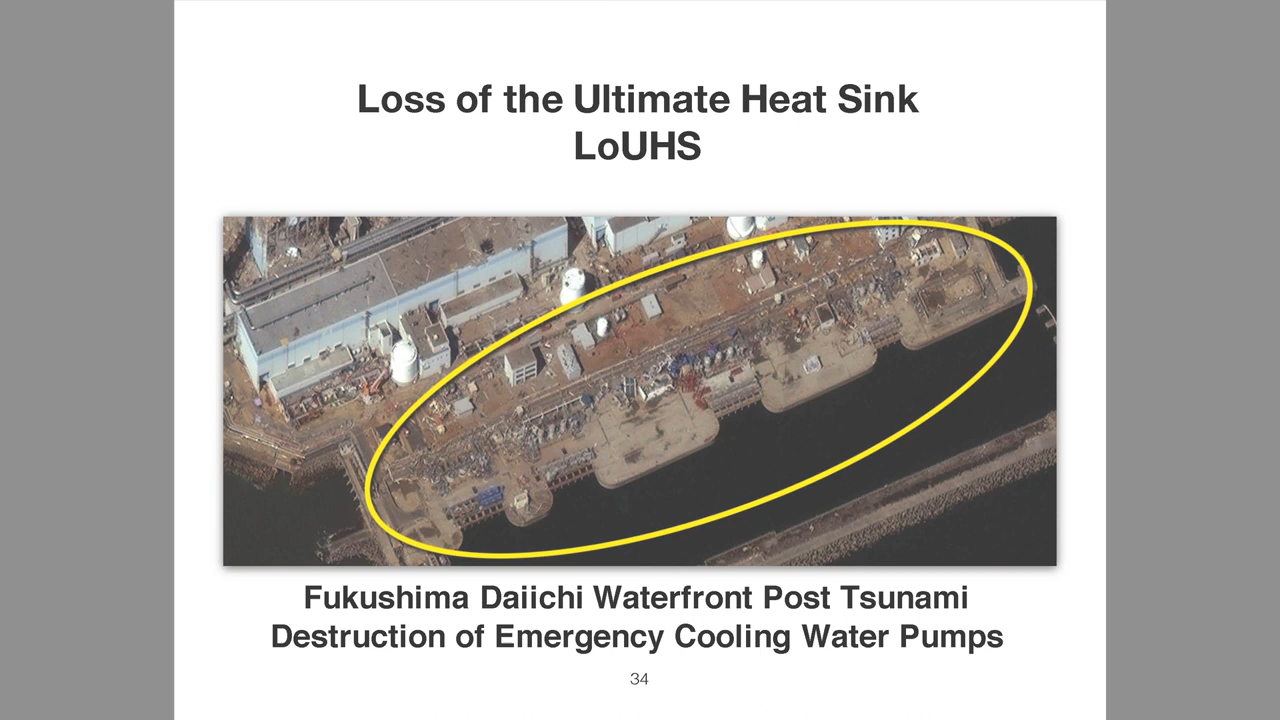 Loss of the Ultimate Heat Sink
LoUHS
Fukushima Daiichi Waterfront Post Tsunami
Destruction of Emergency Cooling Water Pumps
34